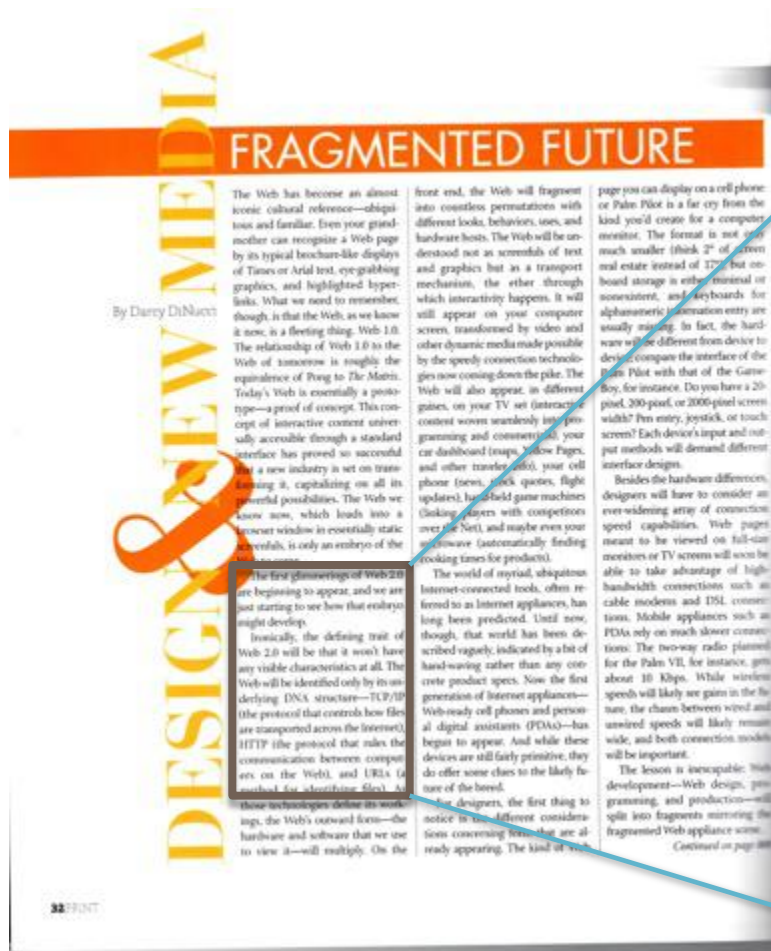 DESIGN & NEW MEDIA
FRAGMENTED FUTURE
By Darcy DiNucci
The Web has become an almost
iconic cultural reference—ubiqui-
tous and familiar. Even your grand-
mother can recognize a Web page
by its typical brochure-like displays
of Times or Arial text, eye-grabbing
graphics, and highlighted hyper-
links. What we need to remember,
though, is that the Web, as we know
it now, is a fleeting thing. Web 1.0.
The relationship of Web 1.0 to the
Web of tomorrow is roughly the
equivalence of Pong to The Matrix.
Today's Web is essentially a proto-
type—a proof of concept. This con-
cept of interactive content univer-
sally accessible through a standard
interface has proved so successful
that a new industry is set on trans-
forming it, capitalizing on all its
powerful possibilities. The Web we
know now, which loads into a
browser window in essentially static
screenfuls, is only an embryo of the
Web to come.
The first glimmerings of Web 2.0
are beginning to appear, and we are
just starting to see how that embryo
might develop.
Ironically, the defining trait of
Web 2.0 will be that it won't have
any visible characteristics at all. The
Web will be identified only by its un-
derlying DNA structure—TCP/IP
(the protocol that controls how files
are transported across the Internet),
HTTP (the protocol that rules the
communication between comput-
ers on the Web), and URLs (a
method for identifying files). As
those technologies define its work-
ings, the Web's outward form—the
hardware and software that we use
to view it—will multiply. On the
front end, the Web will fragment
into countless permutations with
different looks, behaviors, uses, and
hardware hosts. The Web will be un-
derstood not as screenfuls of text
and graphics but as a transport
mechanism, the ether through
which interactivity happens. It will
still appear on your computer
screen, transformed by video and
other dynamic media made possible
by the speedy connection technolo-
gies now coming down the pike. The
Web will also appear, in different
guises, on your TV set (interactive
content woven seamlessly into pro-
gramming and commercials), your
car dashboard (maps, Yellow Pages,
and other traveler info), your cell
phone (news, stock quotes, flight
updates), hand-held game machines
(linking players with competitors
over the Net), and maybe even your
microwave (automatically finding
cooking times for products).
The world of myriad, ubiquitous
Internet-connected tools, often re-
ferred to as Internet appliances, has
long been predicted. Until now,
though, that world has been de-
scribed vaguely, indicated by a bit of
hand-waving rather than any con-
crete product specs. Now the first
generation of Internet appliances—
Web-ready cell phones and person-
al digital assistants (PDAs)—has
begun to appear. And while these
devices are still fairly primitive, they
do offer some clues to the likely fu-
ture of the breed.
For designers, the first thing to
notice is the different considera-
tions concerning form that are al-
ready appearing. The kind of Web
page you can display on a cell phone
or Palm Pilot is a far cry from the
kind you'd create for a computer
monitor. The format is not only
much smaller (think 2" of screen
real estate instead of 17"), but on-
board storage is either minimal or
nonexistent, and keyboards for
alphanumeric information entry are
usually missing. In fact, the hard-
ware will be different from device to
device: compare the interface of the
Palm Pilot with that of the Game-
Boy, for instance. Do you have a 20-
pixel, 200-pixel, or 2000-pixel screen
width? Pen entry, joystick, or touch
screen? Each device's input and out-
put methods will demand different
interface designs.
Besides the hardware differences,
designers will have to consider an
ever-widening array of connection
speed capabilities. Web pages
meant to be viewed on full-size
monitors or TV screens will soon be
able to take advantage of high-
bandwidth connections such as
cable modems and DSL connec-
tions. Mobile appliances such as
PDAs rely on much slower connec-
tions: The two-way radio planned
for the Palm VII, for instance, gets
about 10 Kbps. While wireless
speeds will likely see gains in the fu-
ture, the chasm between wired and
unwired speeds will likely remain
wide, and both connection models
will be important.
The lesson is inescapable: Web
development—Web design, pro-
gramming, and production—will
split into fragments mirroring the
fragmented Web appliance scene.
Continued on page
32 PRINT